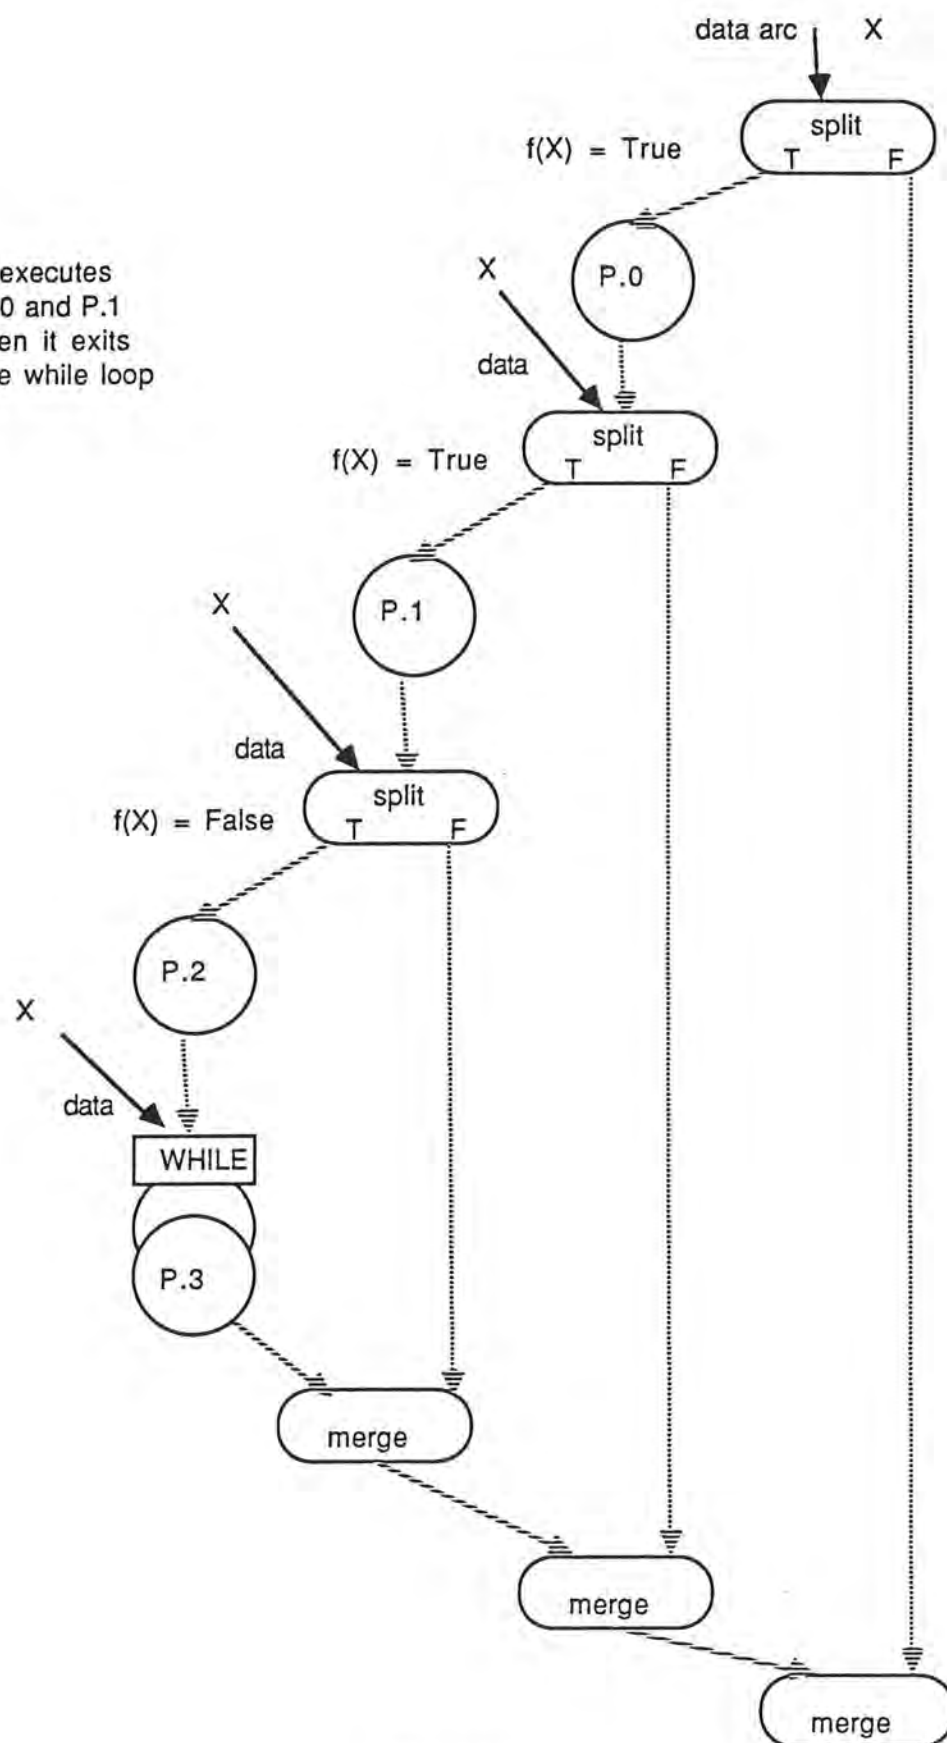 data arc X
split
T F
f(X) = True
P.0
executes
0 and P.1
en it exits
e while loop
X
data
split
T F
f(X) = True
P.1
X
data
split
T F
f(X) = False
P.2
X
data
WHILE
P.3
merge
merge
merge